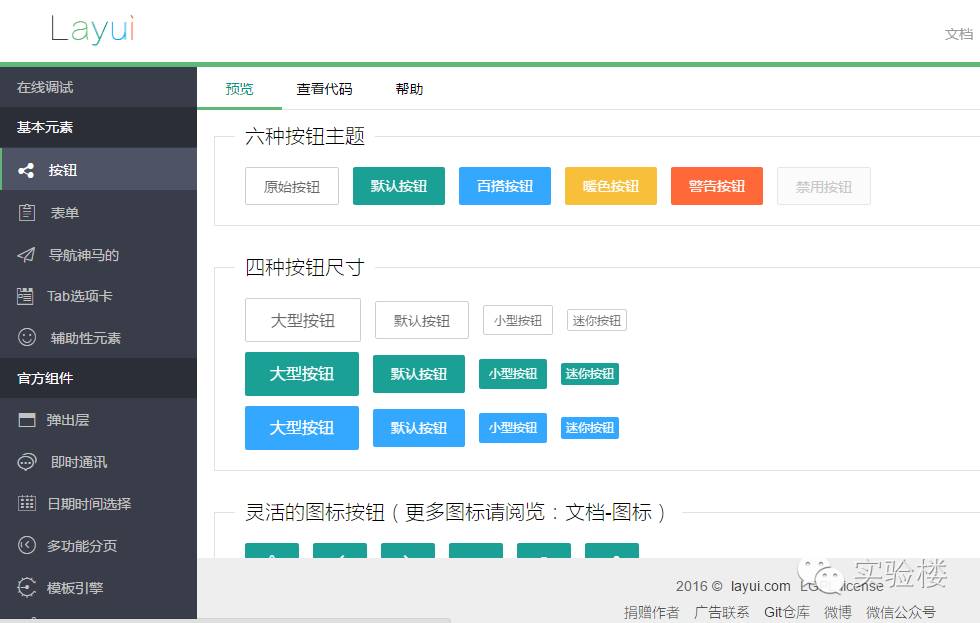 Layui
文档
在线调试
基本元素
按钮
表单
导航神马的
Tab选项卡
辅助性元素
官方组件
弹出层
即时通讯
日期时间选择
多功能分页
模板引擎
预览 查看代码 帮助
六种按钮主题
原始按钮 默认按钮 百搭按钮 暖色按钮 警告按钮 禁用按钮
四种按钮尺寸
大型按钮 默认按钮 小型按钮 迷你按钮
大型按钮 默认按钮 小型按钮 迷你按钮
大型按钮 默认按钮 小型按钮 迷你按钮
灵活的图标按钮（更多图标请阅览：文档-图标）
2016 © layui.com license
实验楼
捐赠作者 广告联系 Git仓库 微博 微信公众号